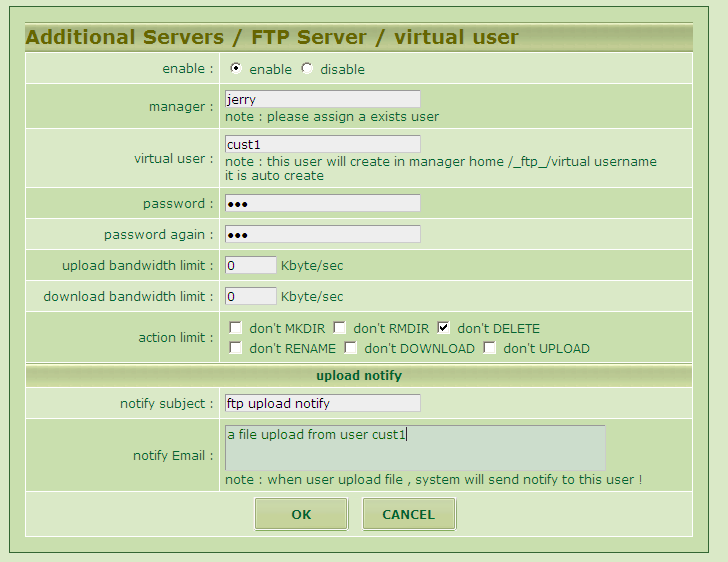 Additional Servers / FTP Server / virtual user
enable : enable disable
manager : jerry
note : please assign a exists user
virtual user : cust1
note : this user will create in manager home /_ftp_/virtual username
it is auto create
password : •••
password again : •••
upload bandwidth limit : 0 Kbyte/sec
download bandwidth limit : 0 Kbyte/sec
action limit : don't MKDIR don't RMDIR don't DELETE
don't RENAME don't DOWNLOAD don't UPLOAD
upload notify
notify subject : ftp upload notify
notify Email : a file upload from user cust1
note : when user upload file , system will send notify to this user !
OK CANCEL